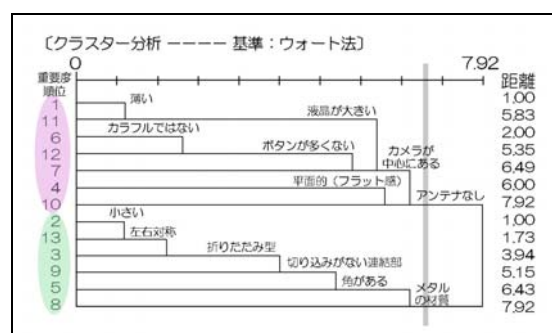 〔クラスター分析 ーーーー 基準：ウォート法〕
0 7.92
重要度
順位
距離
1 薄い 1.00
11 液晶が大きい 5.83
6 カラフルではない 2.00
12 ボタンが多くない 5.35
7 カメラが
中心にある 6.49
4 平面的（フラット感） 6.00
10 アンテナなし 7.92
2 小さい 1.00
13 左右対称 1.73
3 折りたたみ型 3.94
9 切り込みがない連結部 5.15
5 角がある 6.43
8 メタル
の材質 7.92